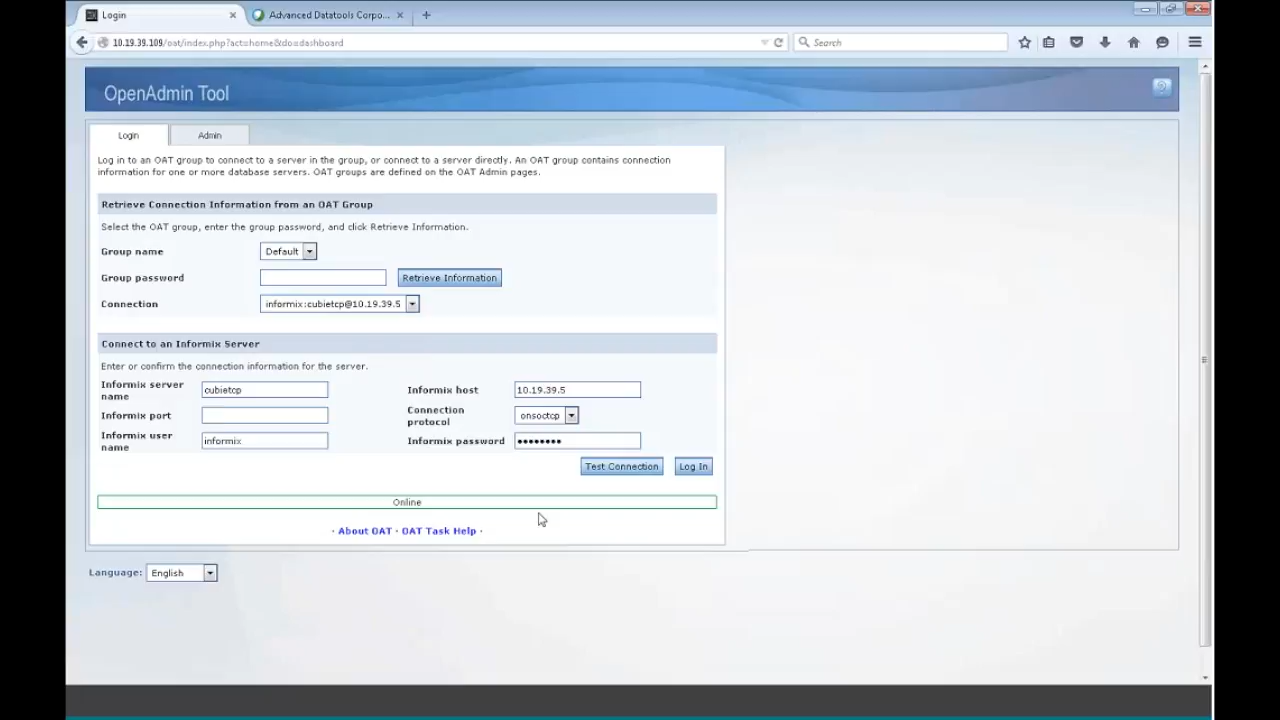 Login
Advanced Datatools Corpo...
10.19.39.109/oat/index.php?act=home&do=dashboard
Search
OpenAdmin Tool
Login
Admin
Log in to an OAT group to connect to a server in the group, or connect to a server directly. An OAT group contains connection
information for one or more database servers. OAT groups are defined on the OAT Admin pages.
Retrieve Connection Information from an OAT Group
Select the OAT group, enter the group password, and click Retrieve Information.
Group name
Default
Group password
Retrieve Information
Connection
informix:cubietcp@10.19.39.5
Connect to an Informix Server
Enter or confirm the connection information for the server.
Informix server
name
cubietcp
Informix host
10.19.39.5
Informix port
Connection
protocol
onsoctcp
Informix user
name
informix
Informix password
••••••••
Test Connection
Log In
Online
· About OAT · OAT Task Help ·
Language:
English